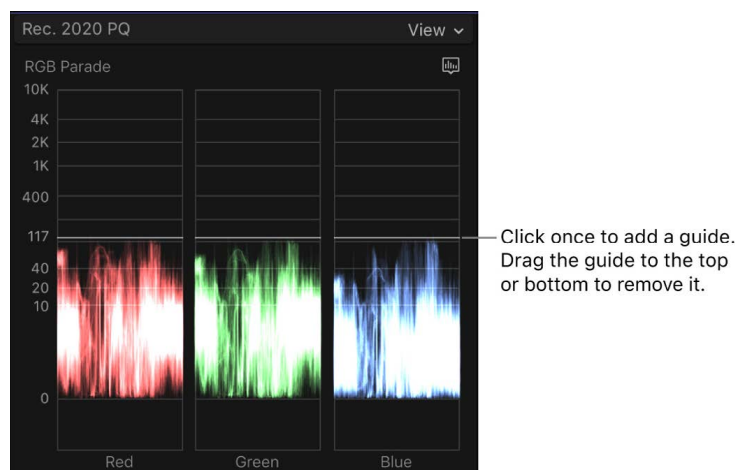 Rec. 2020 PQ View
RGB Parade
10K
4K
2K
1K
400
117
Click once to add a guide.
Drag the guide to the top
or bottom to remove it.
40
20
10
0
Red Green Blue